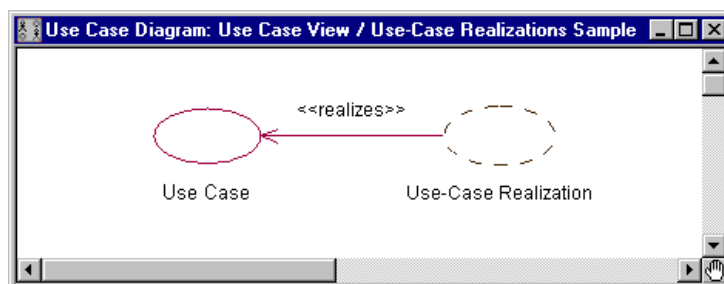 Use Case Diagram: Use Case View / Use-Case Realizations Sample
<<realizes>>
Use Case
Use-Case Realization